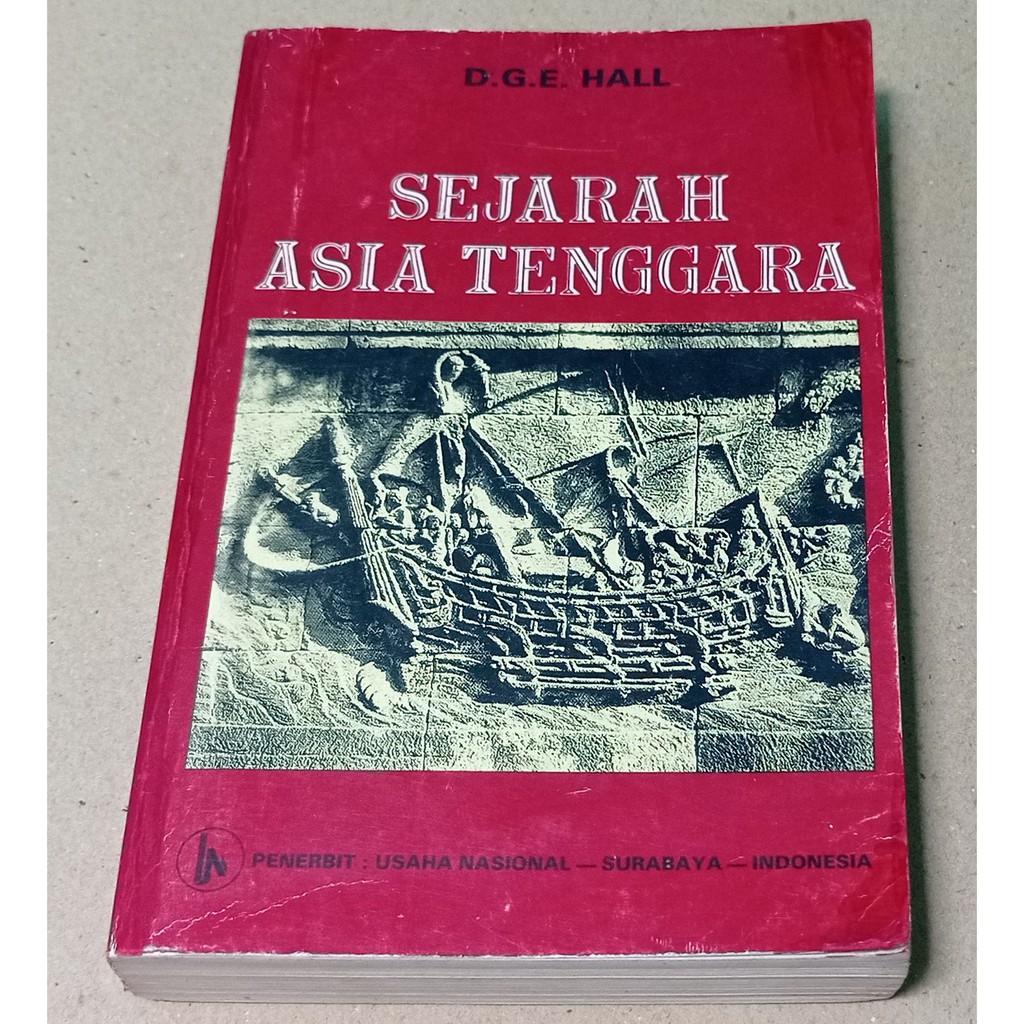 D.G.E. HALL
SEJARAH
ASIA TENGGARA
PENERBIT : USAHA NASIONAL — SURABAYA — INDONESIA